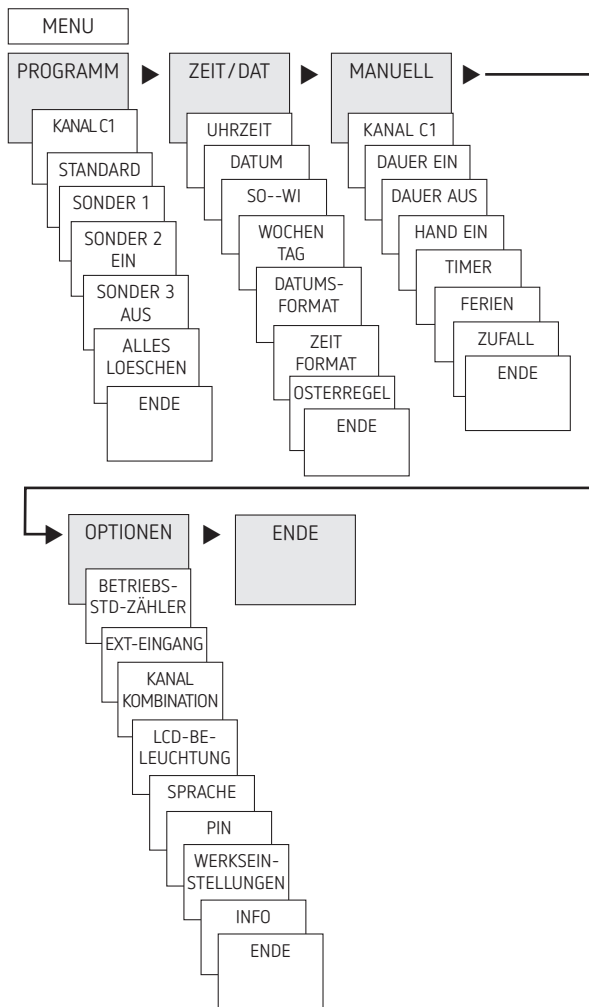 MENU
PROGRAMM
KANAL C1
STANDARD
SONDER 1
SONDER 2
EIN
SONDER 3
AUS
ALLES
LOESCHEN
ENDE
ZEIT/DAT
UHRZEIT
DATUM
SO--WI
WOCHEN
TAG
DATUMS-
FORMAT
ZEIT
FORMAT
OSTERREGEL
ENDE
MANUELL
KANAL C1
DAUER EIN
DAUER AUS
HAND EIN
TIMER
FERIEN
ZUFALL
ENDE
OPTIONEN
BETRIEBS-
STD-ZÄHLER
EXT-EINGANG
KANAL
KOMBINATION
LCD-BE-
LEUCHTUNG
SPRACHE
PIN
WERKSEIN-
STELLUNGEN
INFO
ENDE
ENDE